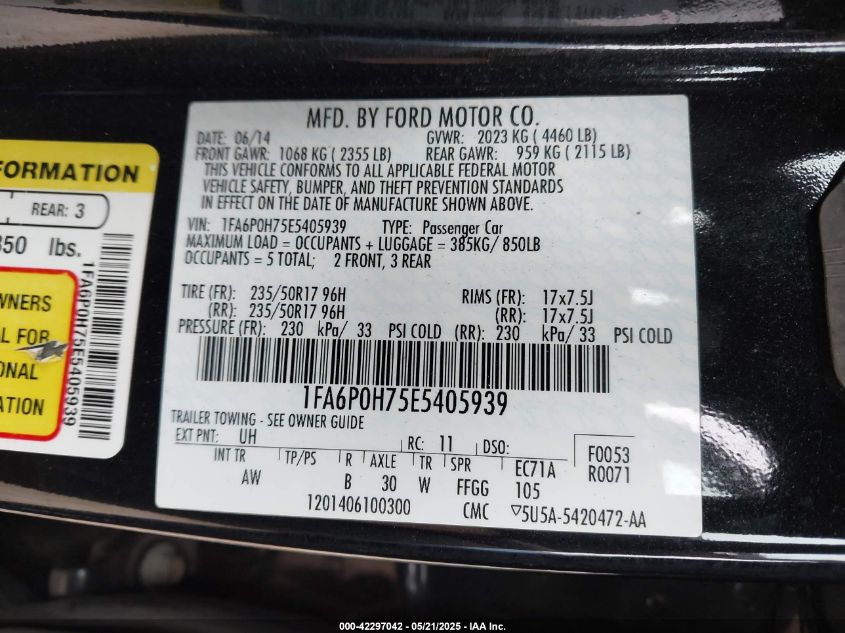 MFD. BY FORD MOTOR CO.
DATE: 06/14 GVWR: 2023 KG ( 4460 LB)
FRONT GAWR: 1068 KG ( 2355 LB) REAR GAWR: 959 KG ( 2115 LB)
THIS VEHICLE CONFORMS TO ALL APPLICABLE FEDERAL MOTOR
VEHICLE SAFETY, BUMPER, AND THEFT PREVENTION STANDARDS
IN EFFECT ON THE DATE OF MANUFACTURE SHOWN ABOVE.
VIN: 1FA6P0H75E5405939 TYPE: Passenger Car
MAXIMUM LOAD = OCCUPANTS + LUGGAGE = 385KG/ 850LB
OCCUPANTS = 5 TOTAL; 2 FRONT, 3 REAR
TIRE (FR): 235/50R17 96H RIMS (FR): 17x7.5J
(RR): 235/50R17 96H (RR): 17x7.5J
PRESSURE (FR): 230 kPa/ 33 PSI COLD (RR): 230 kPa/ 33 PSI COLD
1FA6P0H75E5405939
TRAILER TOWING - SEE OWNER GUIDE
EXT PNT: UH RC: 11 DSO: F0053
R0071
INT TR TP/PS R AXLE TR SPR EC71A
AW B 30 W FFGG 105
1201406100300 CMC ▽5U5A-5420472-AA
FORMATION
REAR: 3
850 lbs.
WNERS
AL FOR
ONAL
ATION
1FA6P0H75E5405939
000-42297042 — 05/21/2025 — IAA Inc.